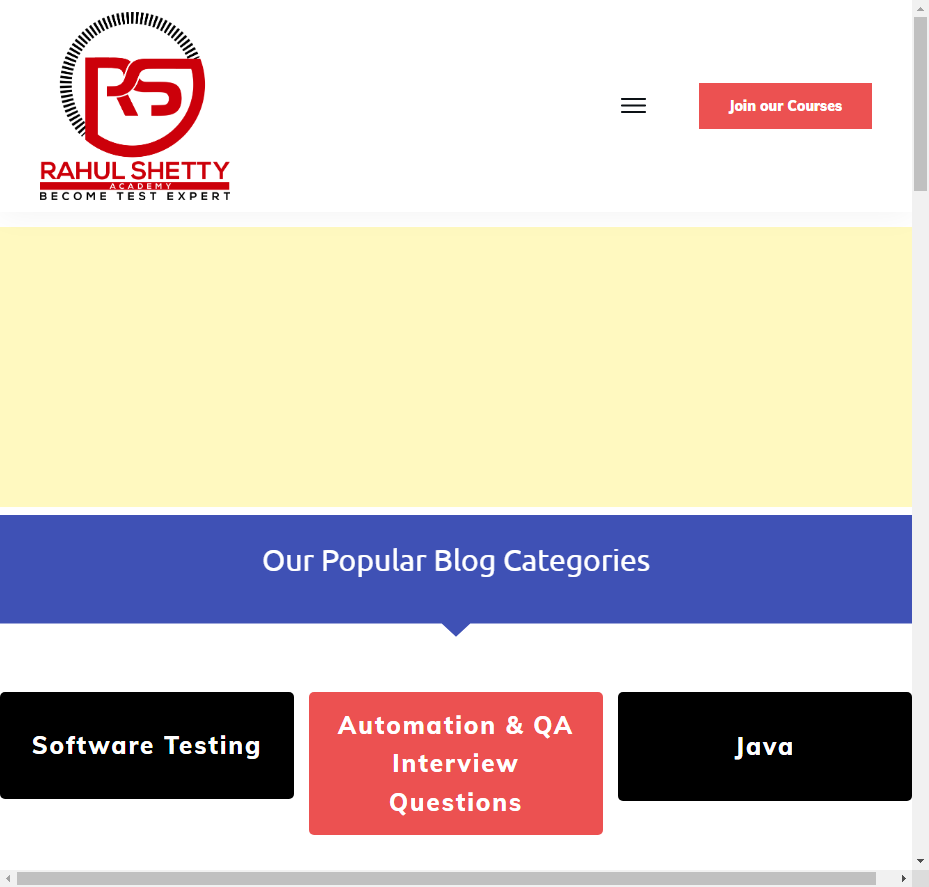 RAHUL SHETTY
ACADEMY
BECOME TEST EXPERT
Join our Courses
Our Popular Blog Categories
Software Testing
Automation & QA
Interview
Questions
Java